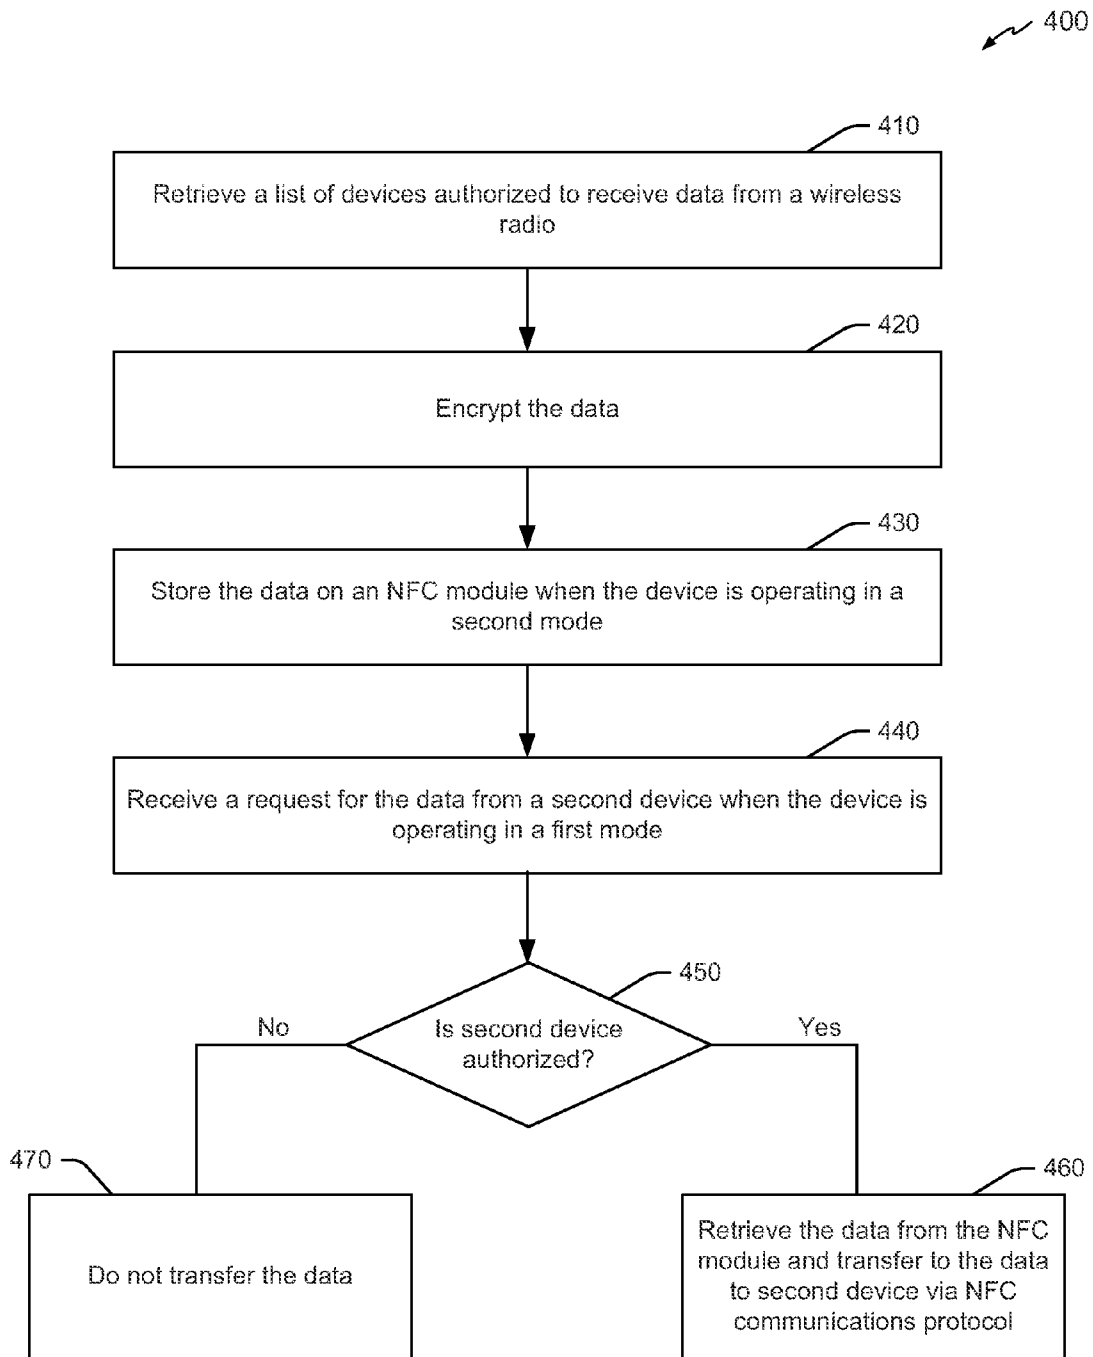 400
410
Retrieve a list of devices authorized to receive data from a wireless
radio
420
Encrypt the data
430
Store the data on an NFC module when the device is operating in a
second mode
440
Receive a request for the data from a second device when the device is
operating in a first mode
450
Is second device
authorized?
No
Yes
470
Do not transfer the data
460
Retrieve the data from the NFC
module and transfer to the data
to second device via NFC
communications protocol